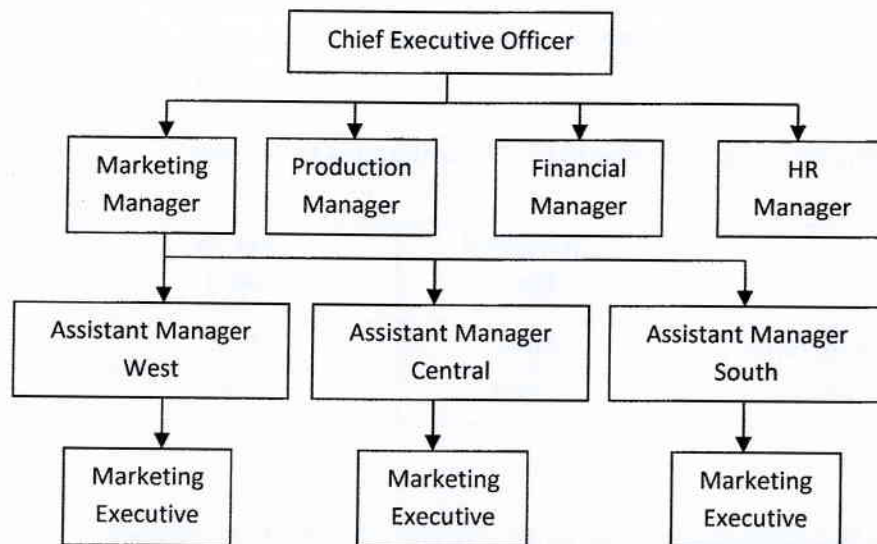 Chief Executive Officer
Marketing
Manager
Production
Manager
Financial
Manager
HR
Manager
Assistant Manager
West
Assistant Manager
Central
Assistant Manager
South
Marketing
Executive
Marketing
Executive
Marketing
Executive